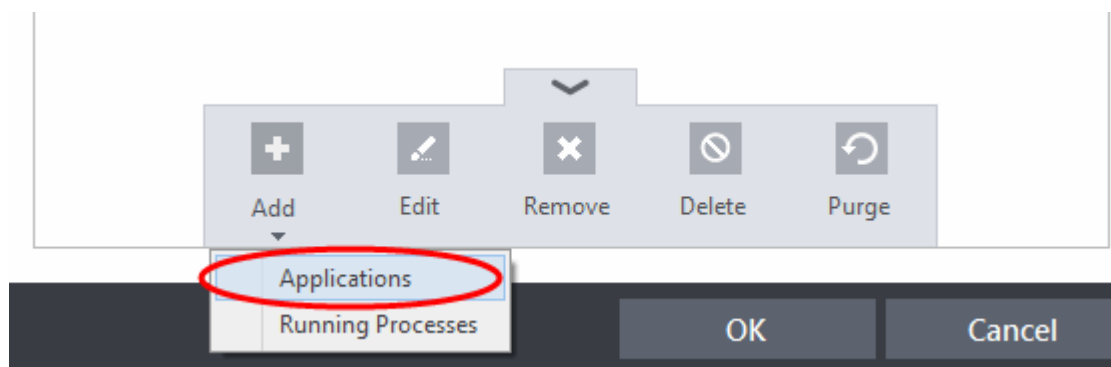 Add Edit Remove Delete Purge
Applications
Running Processes
OK Cancel